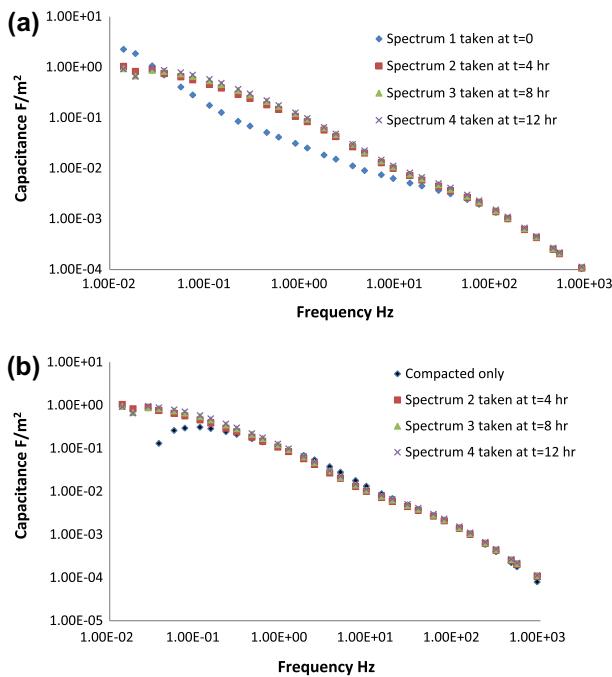 (a)
1.00E+01
1.00E+00
1.00E-01
1.00E-02
1.00E-03
1.00E-04
Capacitance F/m²
Spectrum 1 taken at t=0
Spectrum 2 taken at t=4 hr
Spectrum 3 taken at t=8 hr
Spectrum 4 taken at t=12 hr
1.00E-02 1.00E-01 1.00E+00 1.00E+01 1.00E+02 1.00E+03
Frequency Hz
(b)
1.00E+01
1.00E+00
1.00E-01
1.00E-02
1.00E-03
1.00E-04
1.00E-05
Capacitance F/m²
Compacted only
Spectrum 2 taken at t=4 hr
Spectrum 3 taken at t=8 hr
Spectrum 4 taken at t=12 hr
1.00E-02 1.00E-01 1.00E+00 1.00E+01 1.00E+02 1.00E+03
Frequency Hz